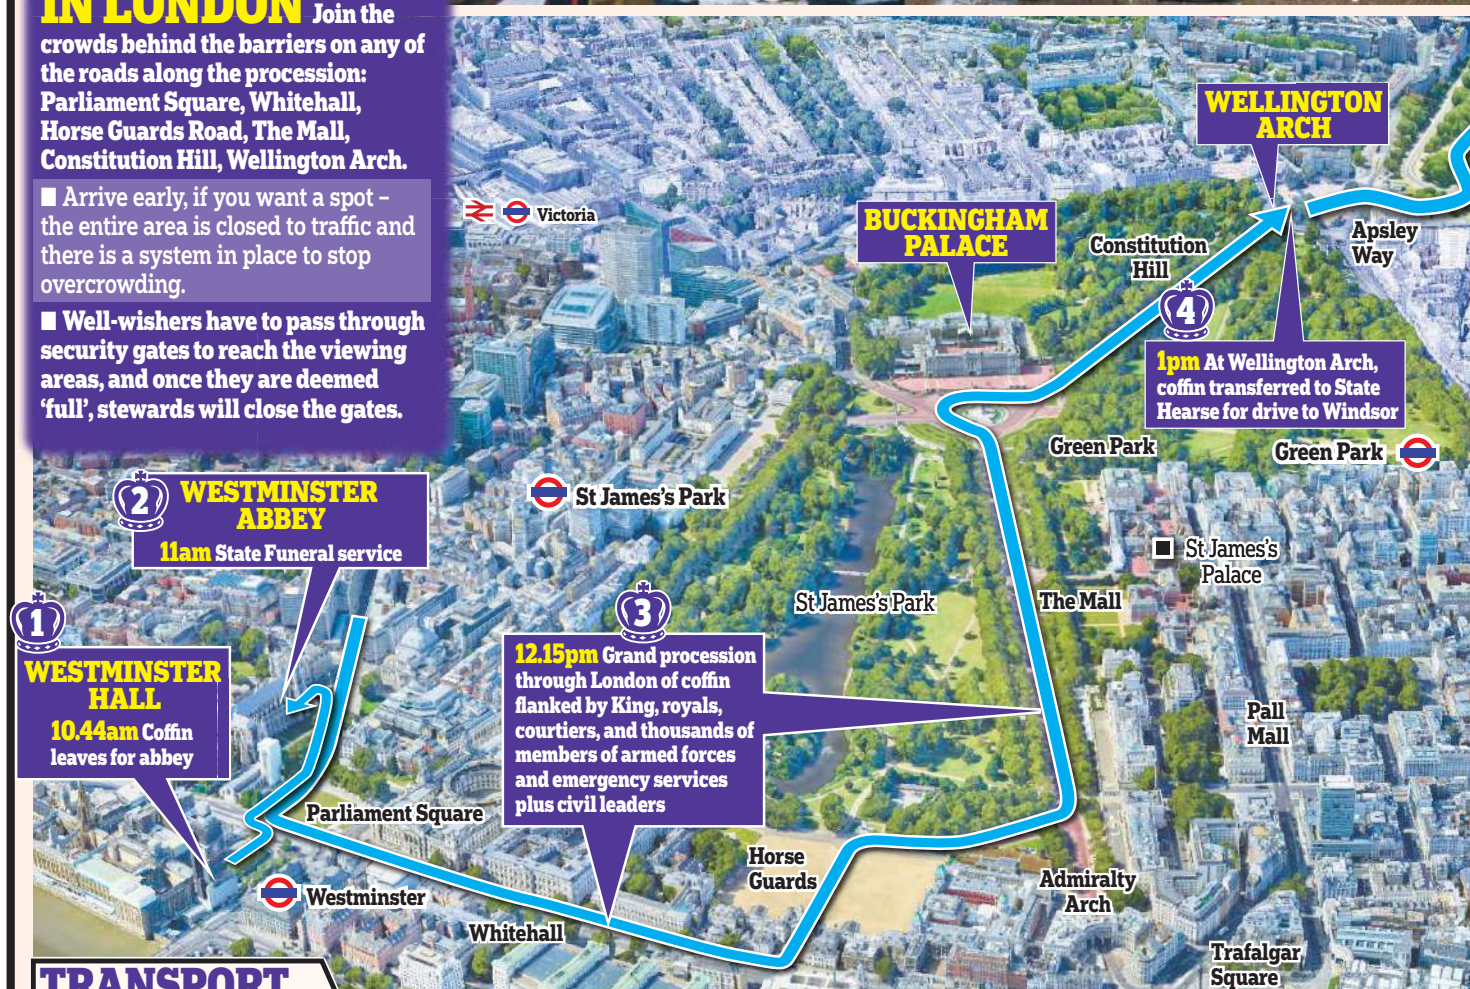 IN LONDON Join the
crowds behind the barriers on any of
the roads along the procession:
Parliament Square, Whitehall,
Horse Guards Road, The Mall,
Constitution Hill, Wellington Arch.
■ Arrive early, if you want a spot –
the entire area is closed to traffic and
there is a system in place to stop
overcrowding.
■ Well-wishers have to pass through
security gates to reach the viewing
areas, and once they are deemed
‘full’, stewards will close the gates.
Victoria
BUCKINGHAM
PALACE
WELLINGTON
ARCH
Constitution
Hill
Apsley
Way
4
1pm At Wellington Arch,
coffin transferred to State
Hearse for drive to Windsor
Green Park
Green Park
2
WESTMINSTER
ABBEY
11am State Funeral service
St James's Park
St James's
Palace
1
WESTMINSTER
HALL
10.44am Coffin
leaves for abbey
3
12.15pm Grand procession
through London of coffin
flanked by King, royals,
courtiers, and thousands of
members of armed forces
and emergency services
plus civil leaders
St James's Park
The Mall
Pall
Mall
Parliament Square
Horse
Guards
Admiralty
Arch
Westminster
Whitehall
Trafalgar
Square
TRANSPORT